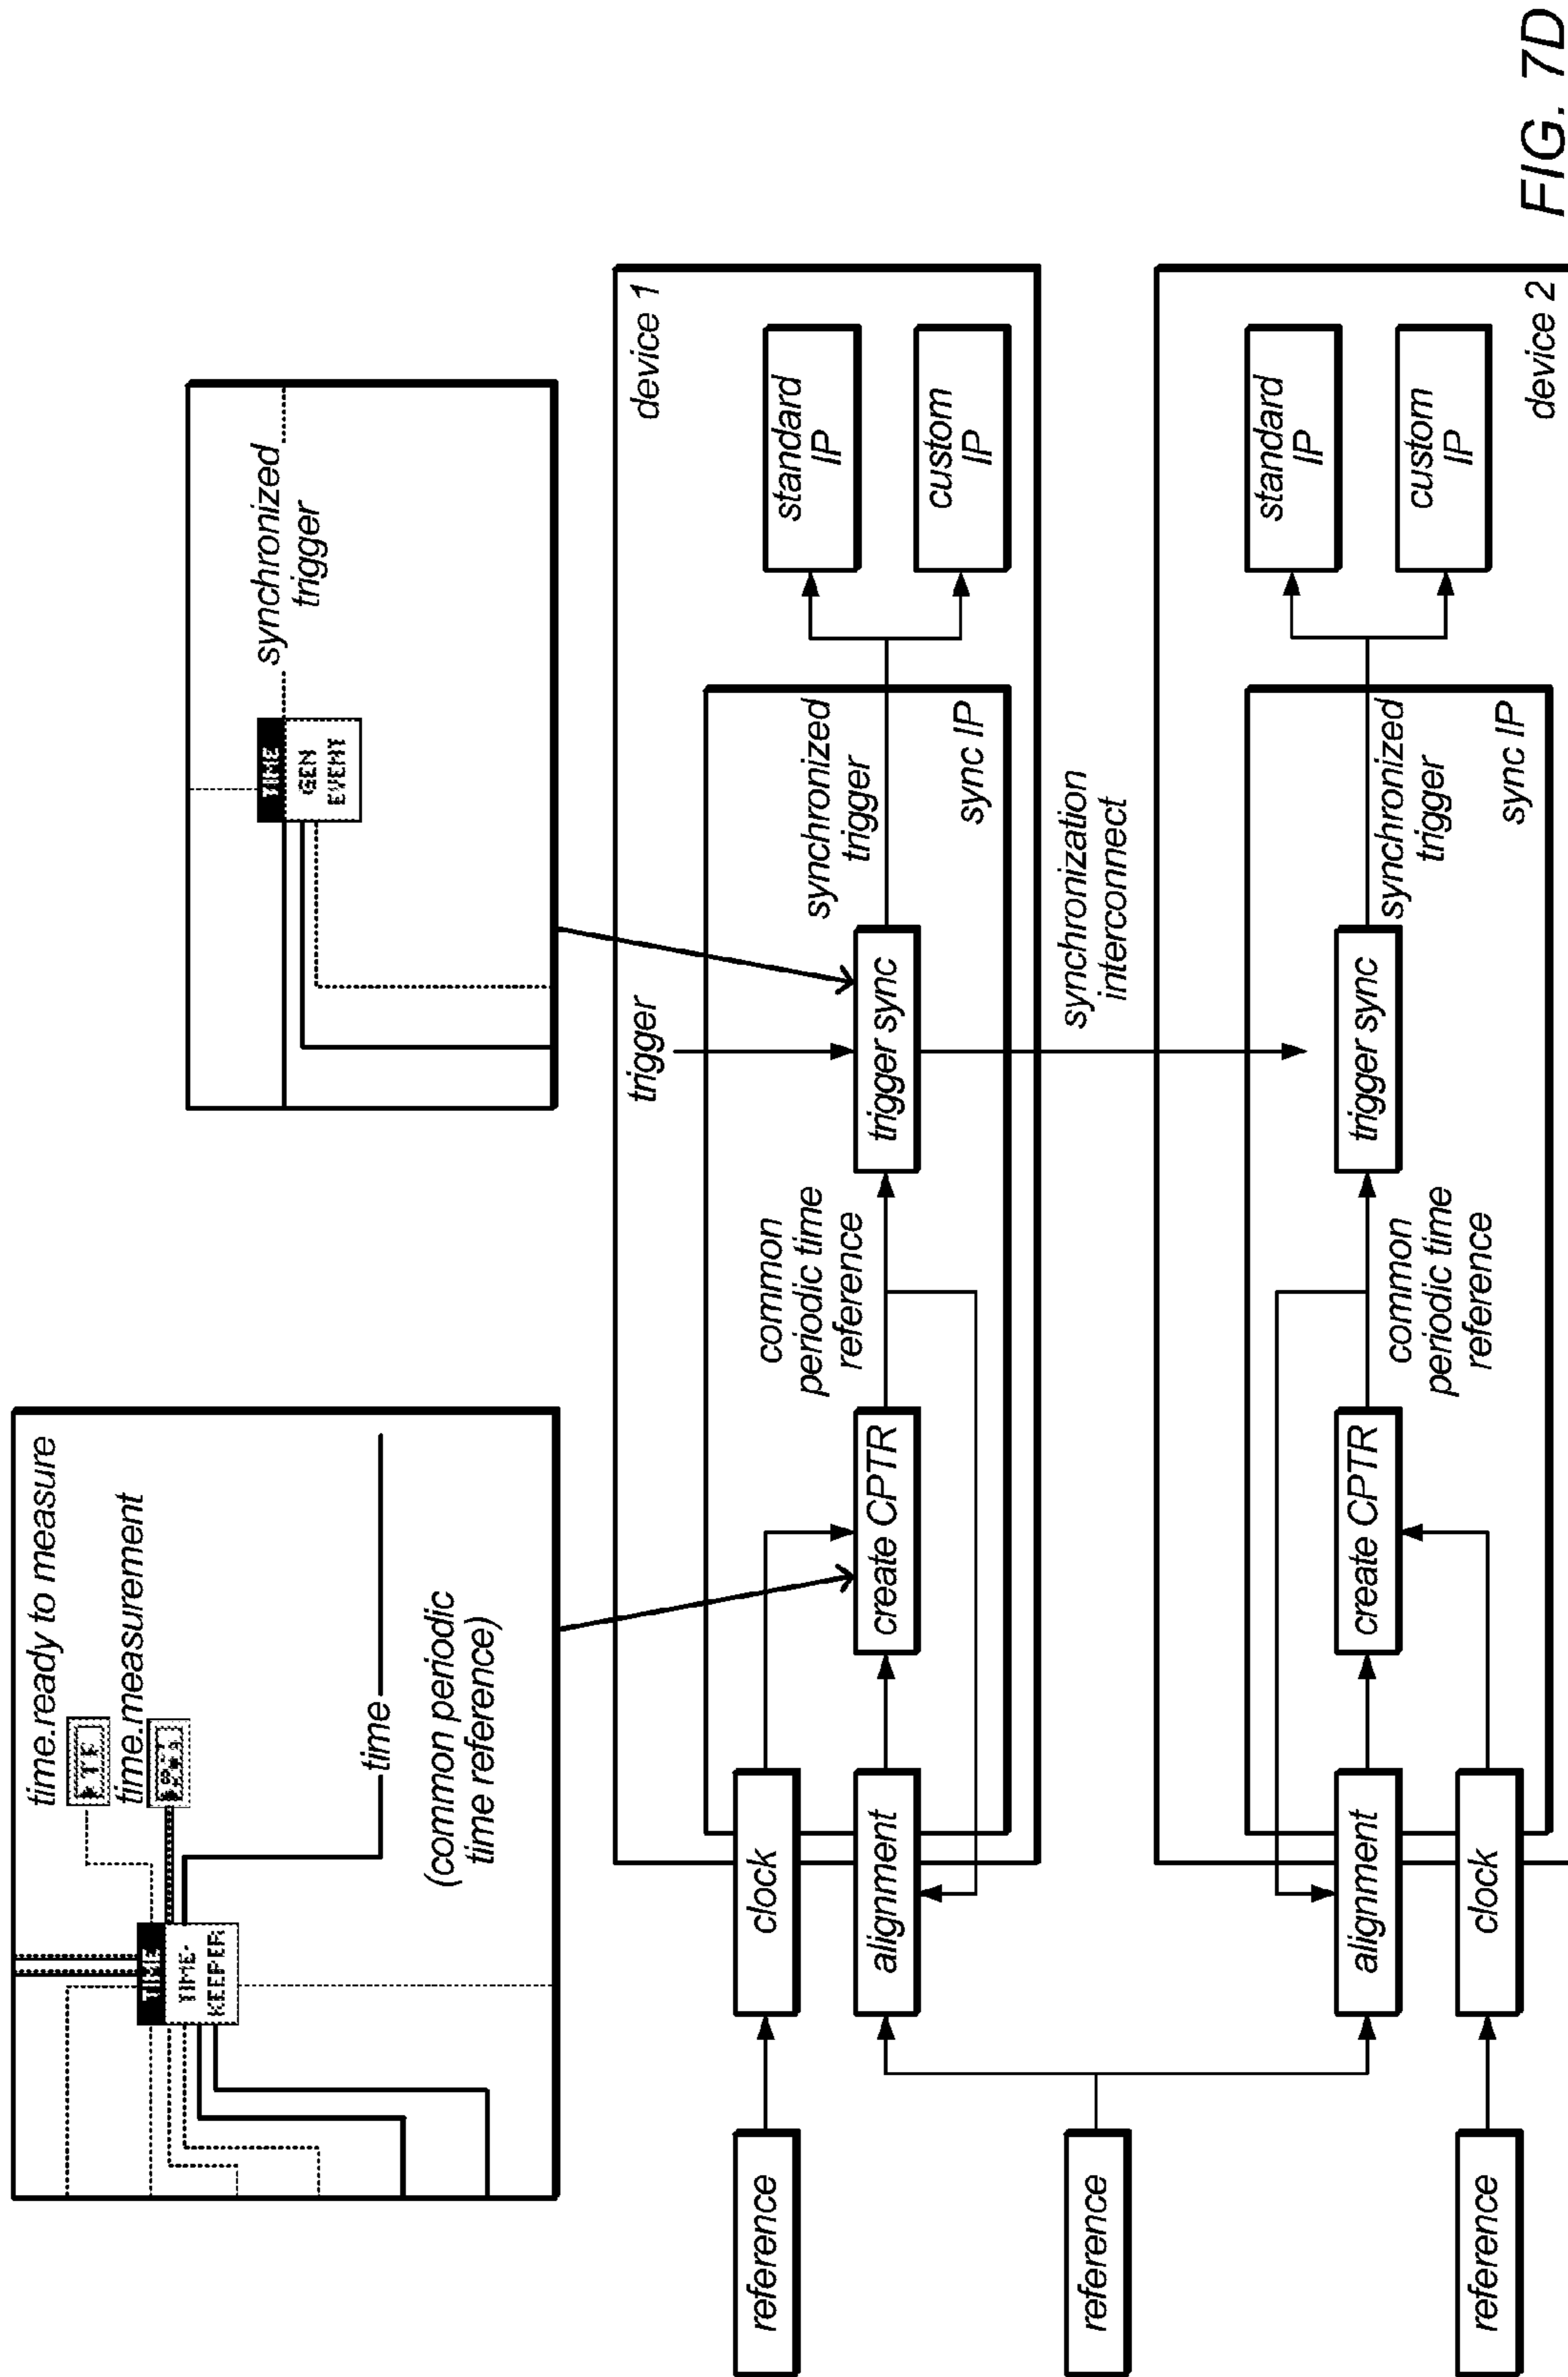 time.ready to measure
TF
time.measurement
TIME
TIME-
KEEPER
time
(common periodic
time reference)
TIME
GEN
EVENT
synchronized
trigger
device 1
trigger
reference
clock
alignment
create CPTR
common
periodic time
reference
trigger sync
synchronized
trigger
sync IP
standard
IP
custom
IP
reference
synchronization
interconnect
device 2
reference
alignment
clock
create CPTR
common
periodic time
reference
trigger sync
synchronized
trigger
sync IP
standard
IP
custom
IP
FIG. 7D